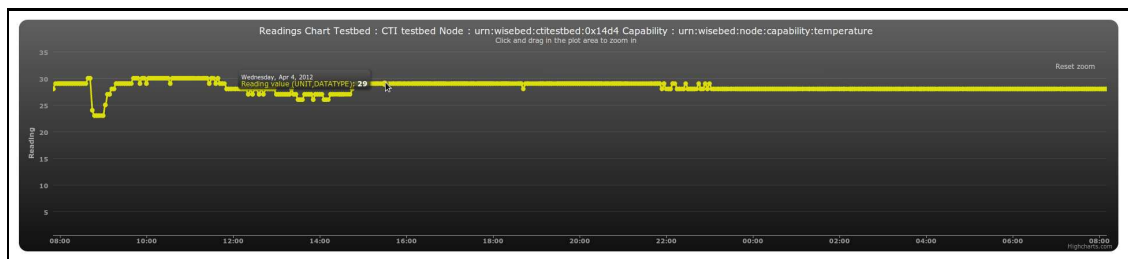 Readings Chart Testbed : CTI testbed Node : urn:wisebed:ctitestbed:0x14d4 Capability : urn:wisebed:node:capability:temperature
Click and drag in the plot area to zoom in
Reset zoom
Wednesday, Apr 4, 2012
Reading value (UNIT,DATATYPE): 29
Reading
35
30
25
20
15
10
5
08:00 10:00 12:00 14:00 16:00 18:00 20:00 22:00 00:00 02:00 04:00 06:00 08:00
Highcharts.com